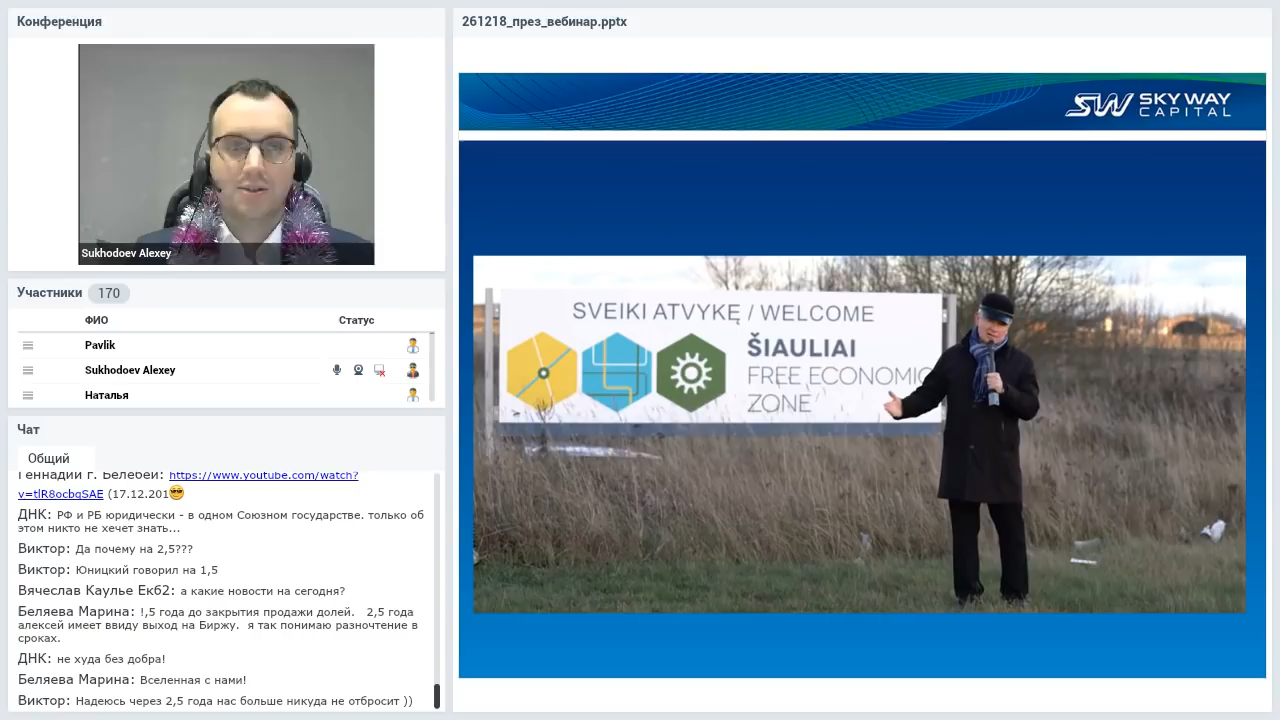 Конференция
Sukhodoev Alexey
Участники 170
ФИО Статус
Pavlik
Sukhodoev Alexey
Наталья
Чат
Общий
Геннадий г. Белебей: https://www.youtube.com/watch?
v=tlR8ocbqSAE (17.12.201
ДНК: РФ и РБ юридически - в одном Союзном государстве. только об
этом никто не хечет знать...
Виктор: Да почему на 2,5???
Виктор: Юницкий говорил на 1,5
Вячеслав Каулье Екб2: а какие новости на сегодня?
Беляева Марина: !,5 года до закрытия продажи долей. 2,5 года
алексей имеет ввиду выход на Биржу. я так понимаю разночтение в
сроках.
ДНК: не худа без добра!
Беляева Марина: Вселенная с нами!
Виктор: Надеюсь через 2,5 года нас больше никуда не отбросит ))
261218_през_вебинар.pptx
SW SKY WAY
CAPITAL
SVEIKI ATVYKĘ / WELCOME
ŠIAULIAI
FREE ECONOMIC
ZONE